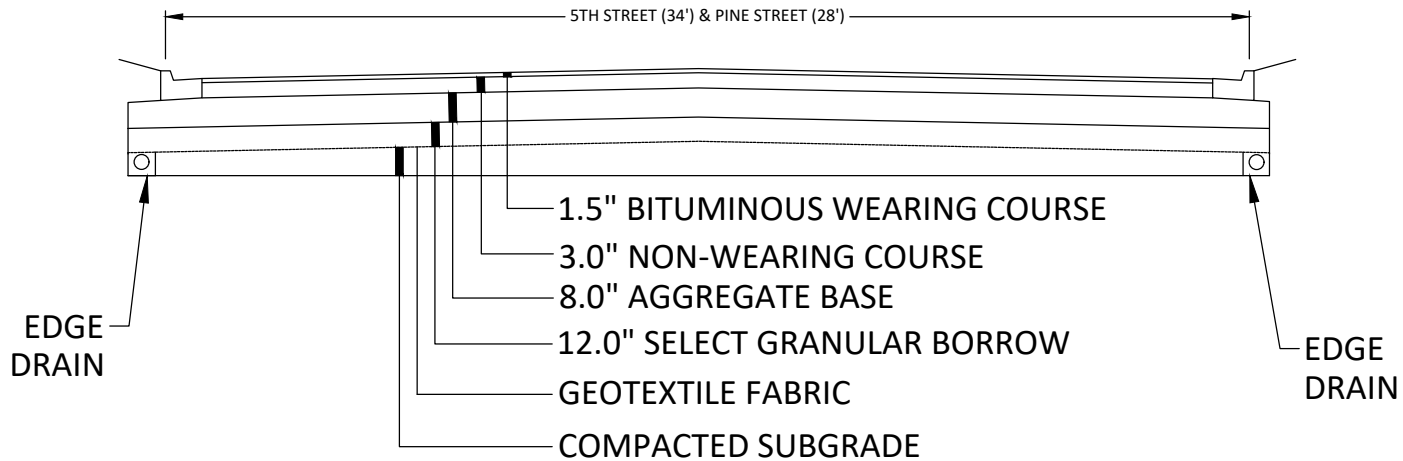 5TH STREET (34') & PINE STREET (28')
1.5" BITUMINOUS WEARING COURSE
3.0" NON-WEARING COURSE
8.0" AGGREGATE BASE
12.0" SELECT GRANULAR BORROW
GEOTEXTILE FABRIC
COMPACTED SUBGRADE
EDGE
DRAIN
EDGE
DRAIN